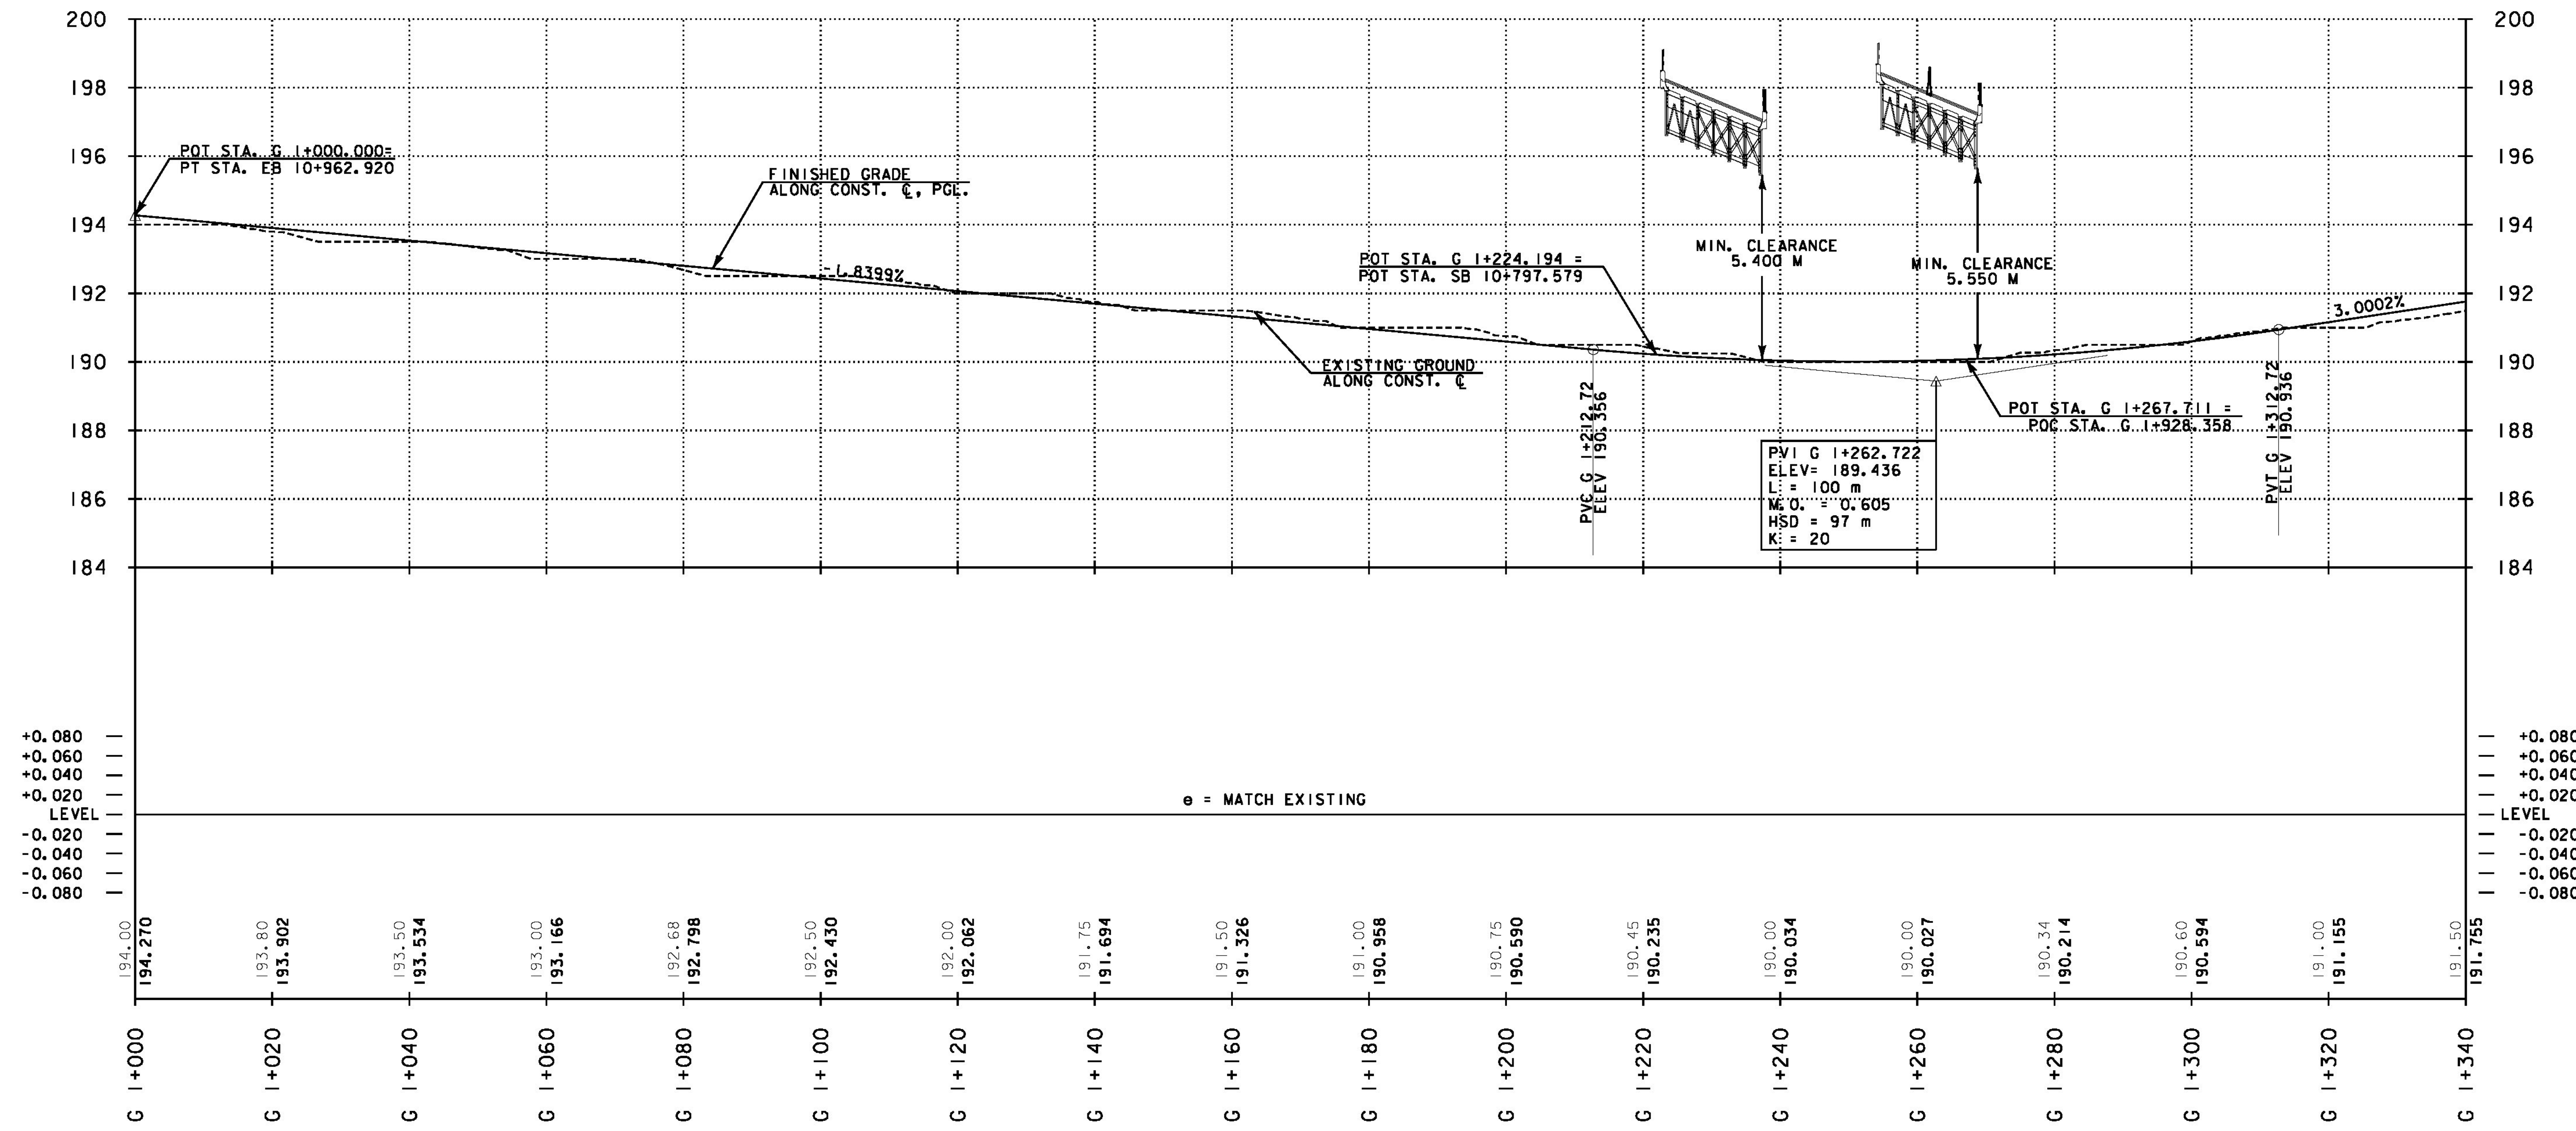 200
198
196
194
192
190
188
186
184
200
198
196
194
192
190
188
186
184
POT STA. G 1+000.000=
PT STA. EB 10+962.920
FINISHED GRADE
ALONG CONST. ℄, PGL.
-1.8399%
EXISTING GROUND
ALONG CONST. ℄
POT STA. G 1+224.194 =
POT STA. SB 10+797.579
MIN. CLEARANCE
5.400 M
MIN. CLEARANCE
5.550 M
3.0002%
PVC G 1+212.72
ELEV 190.356
PVI G 1+262.722
ELEV= 189.436
L = 100 m
M.O. = 0.605
HSD = 97 m
K = 20
POT STA. G 1+267.711 =
POC STA. G 1+928.358
PVT G 1+312.72
ELEV 190.936
+0.080
+0.060
+0.040
+0.020
LEVEL
-0.020
-0.040
-0.060
-0.080
e = MATCH EXISTING
+0.080
+0.060
+0.040
+0.020
LEVEL
-0.020
-0.040
-0.060
-0.080
194.00
194.270
193.80
193.902
193.50
193.534
193.00
193.166
192.68
192.798
192.50
192.430
192.00
192.062
191.75
191.694
191.50
191.326
191.00
190.958
190.75
190.590
190.45
190.235
190.00
190.034
190.00
190.027
190.34
190.214
190.60
190.594
191.00
191.155
191.50
191.755
G 1+000
G 1+020
G 1+040
G 1+060
G 1+080
G 1+100
G 1+120
G 1+140
G 1+160
G 1+180
G 1+200
G 1+220
G 1+240
G 1+260
G 1+280
G 1+300
G 1+320
G 1+340